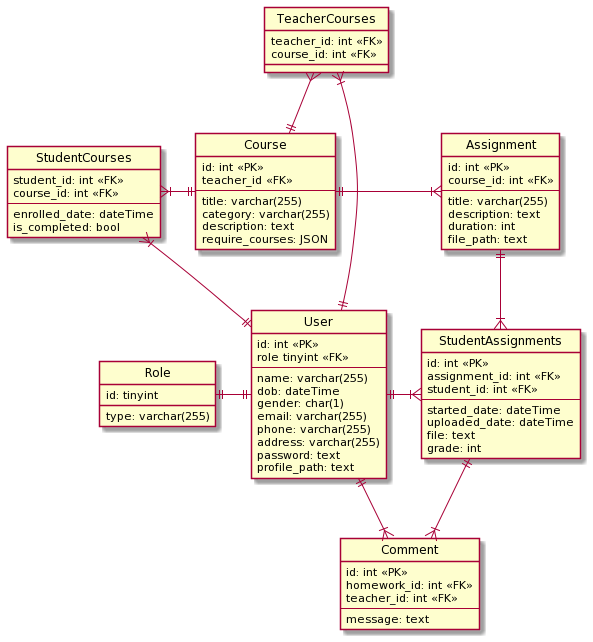 TeacherCourses
teacher_id: int «FK»
course_id: int «FK»
StudentCourses
student_id: int «FK»
course_id: int «FK»
enrolled_date: dateTime
is_completed: bool
Course
id: int «PK»
teacher_id «FK»
title: varchar(255)
category: varchar(255)
description: text
require_courses: JSON
Assignment
id: int «PK»
course_id: int «FK»
title: varchar(255)
description: text
duration: int
file_path: text
Role
id: tinyint
type: varchar(255)
User
id: int «PK»
role tinyint «FK»
name: varchar(255)
dob: dateTime
gender: char(1)
email: varchar(255)
phone: varchar(255)
address: varchar(255)
password: text
profile_path: text
StudentAssignments
id: int «PK»
assignment_id: int «FK»
student_id: int «FK»
started_date: dateTime
uploaded_date: dateTime
file: text
grade: int
Comment
id: int «PK»
homework_id: int «FK»
teacher_id: int «FK»
message: text